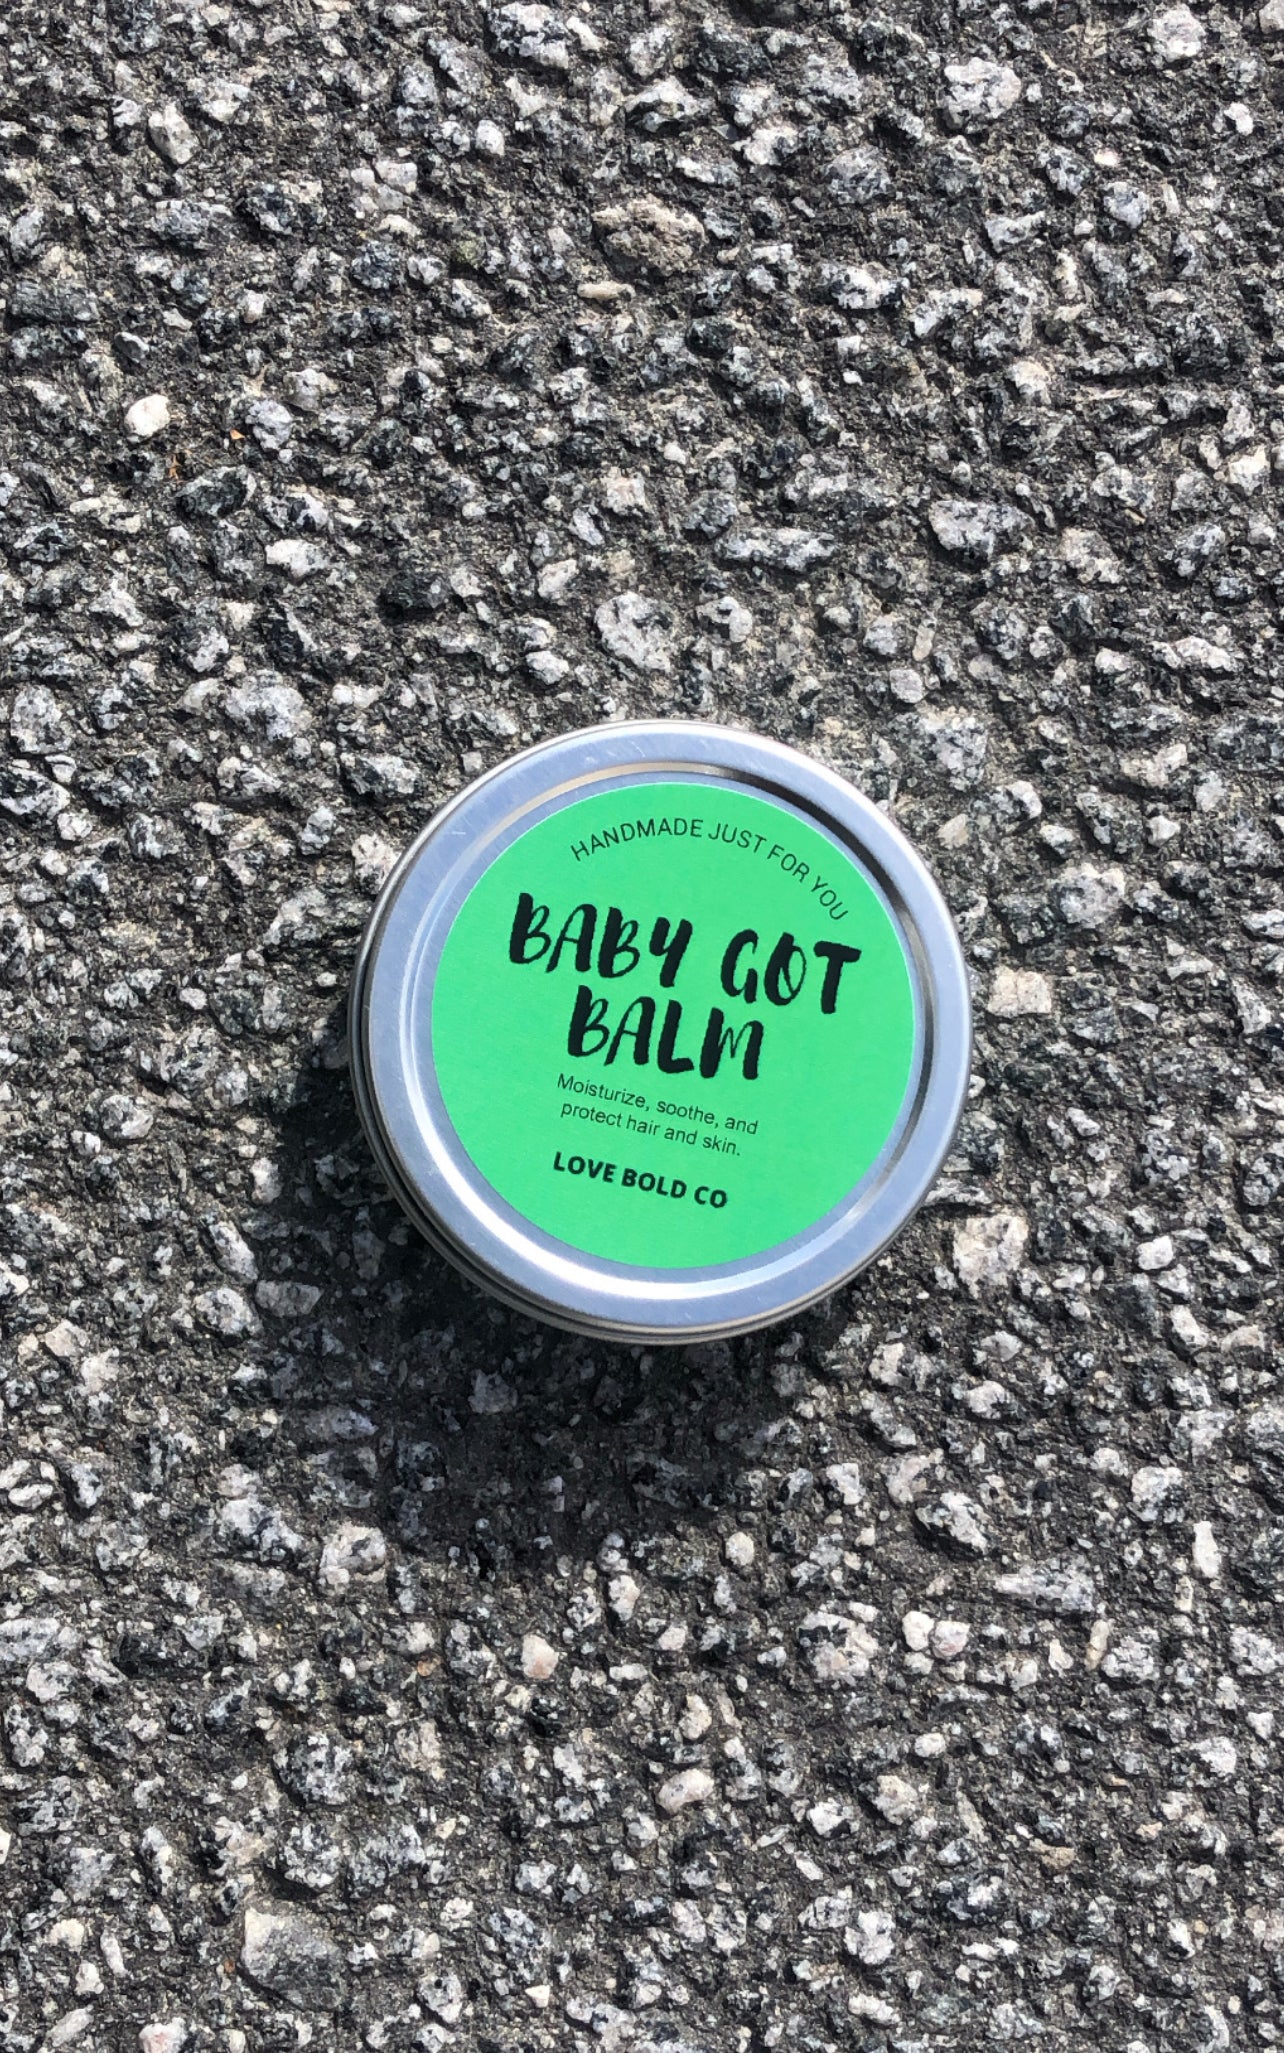 HANDMADE JUST FOR YOU
BABY GOT
BALM
Moisturize, soothe, and
protect hair and skin.
LOVE BOLD CO